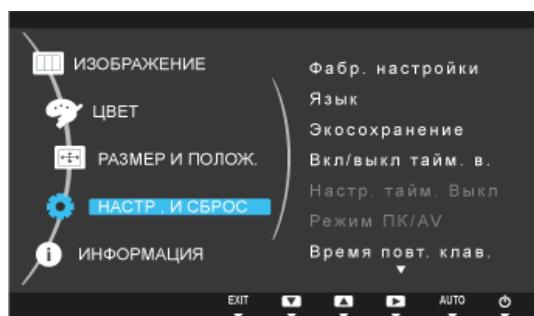 ИЗОБРАЖЕНИЕ
ЦВЕТ
РАЗМЕР И ПОЛОЖ.
НАСТР . И СБРОС
ИНФОРМАЦИЯ
Фабр. настройки
Язык
Экосохранение
Вкл/выкл тайм. в.
Настр. тайм. Выкл
Режим ПК/AV
Время повт. клав.
EXIT
AUTO